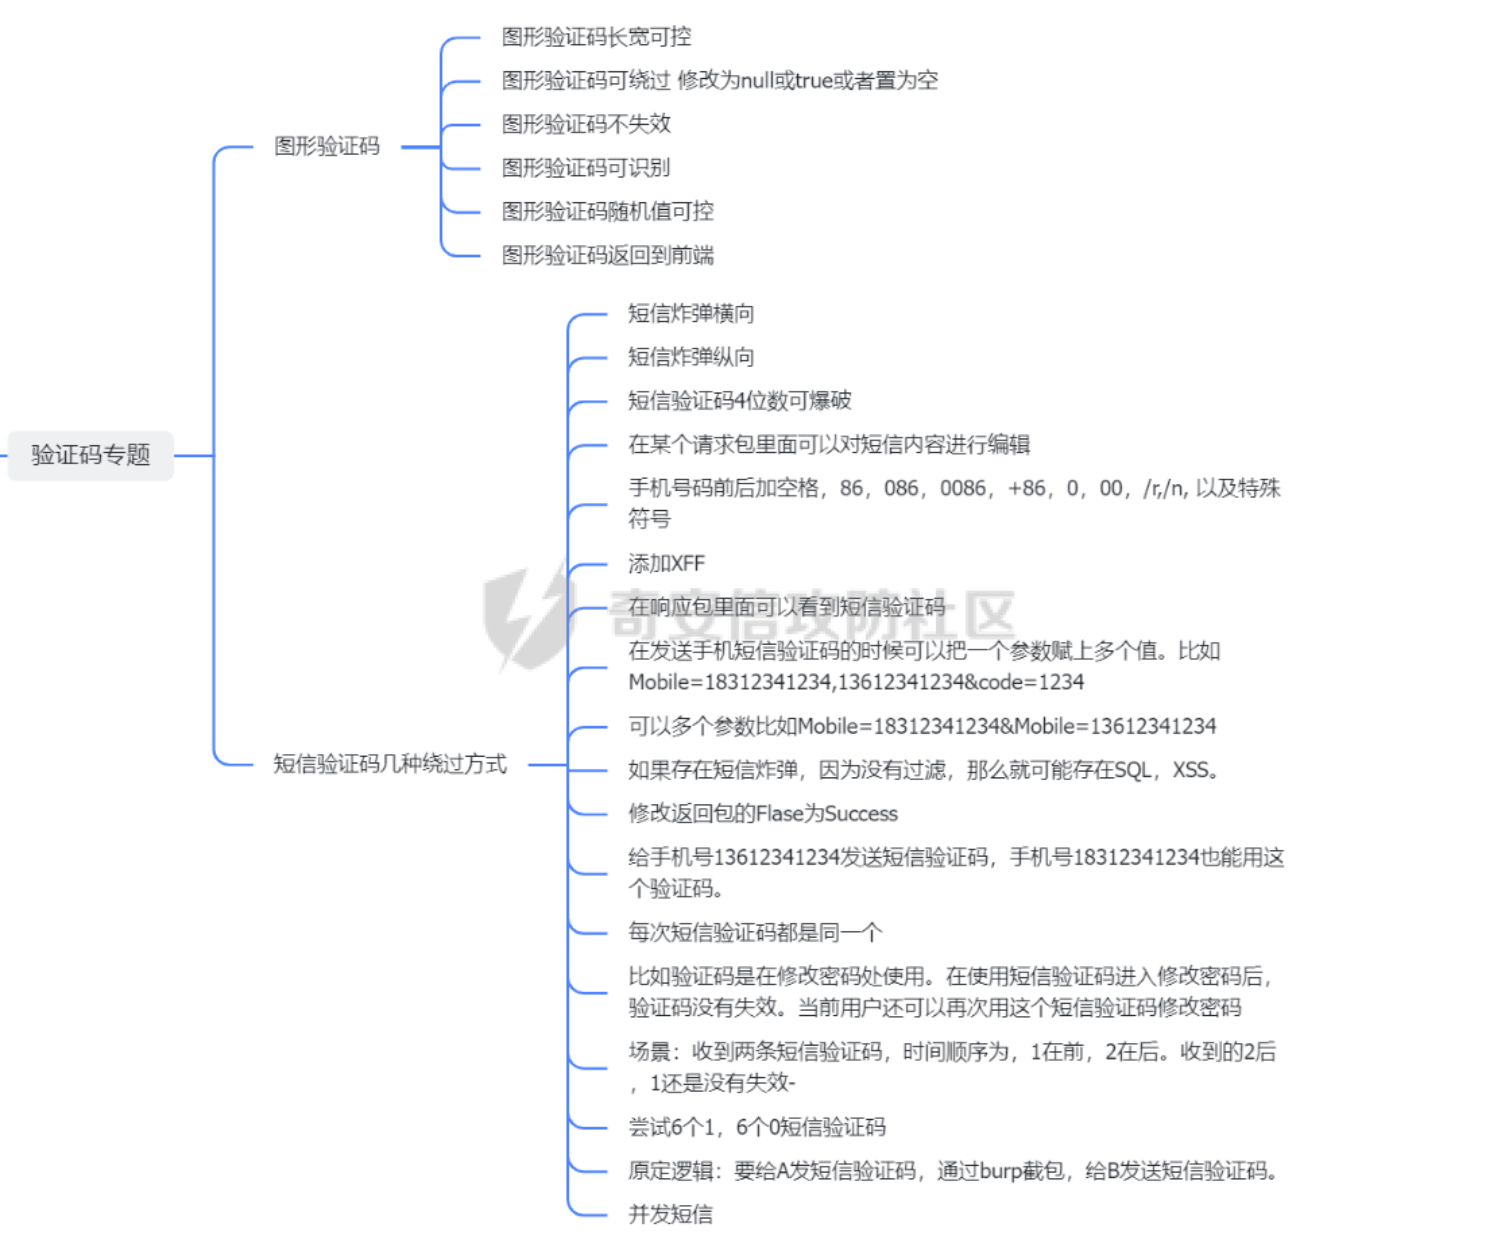 图形验证码长宽可控
图形验证码可绕过 修改为null或true或者置为空
图形验证码不失效
图形验证码
图形验证码可识别
图形验证码随机值可控
图形验证码返回到前端
短信炸弹横向
短信炸弹纵向
短信验证码4位数可爆破
在某个请求包里面可以对短信内容进行编辑
验证码专题
手机号码前后加空格，86，086，0086，+86，0，00，/r,/n, 以及特殊
符号
添加XFF
在响应包里面可以看到短信验证码
奇安信攻防社区
在发送手机短信验证码的时候可以把一个参数赋上多个值。比如
Mobile=18312341234,13612341234&code=1234
可以多个参数比如Mobile=18312341234&Mobile=13612341234
短信验证码几种绕过方式
如果存在短信炸弹，因为没有过滤，那么就可能存在SQL，XSS。
修改返回包的Flase为Success
给手机号13612341234发送短信验证码，手机号18312341234也能用这
个验证码。
每次短信验证码都是同一个
比如验证码是在修改密码处使用。在使用短信验证码进入修改密码后，
验证码没有失效。当前用户还可以再次用这个短信验证码修改密码
场景：收到两条短信验证码，时间顺序为，1在前，2在后。收到的2后
，1还是没有失效-
尝试6个1，6个0短信验证码
原定逻辑：要给A发短信验证码，通过burp截包，给B发送短信验证码。
并发短信